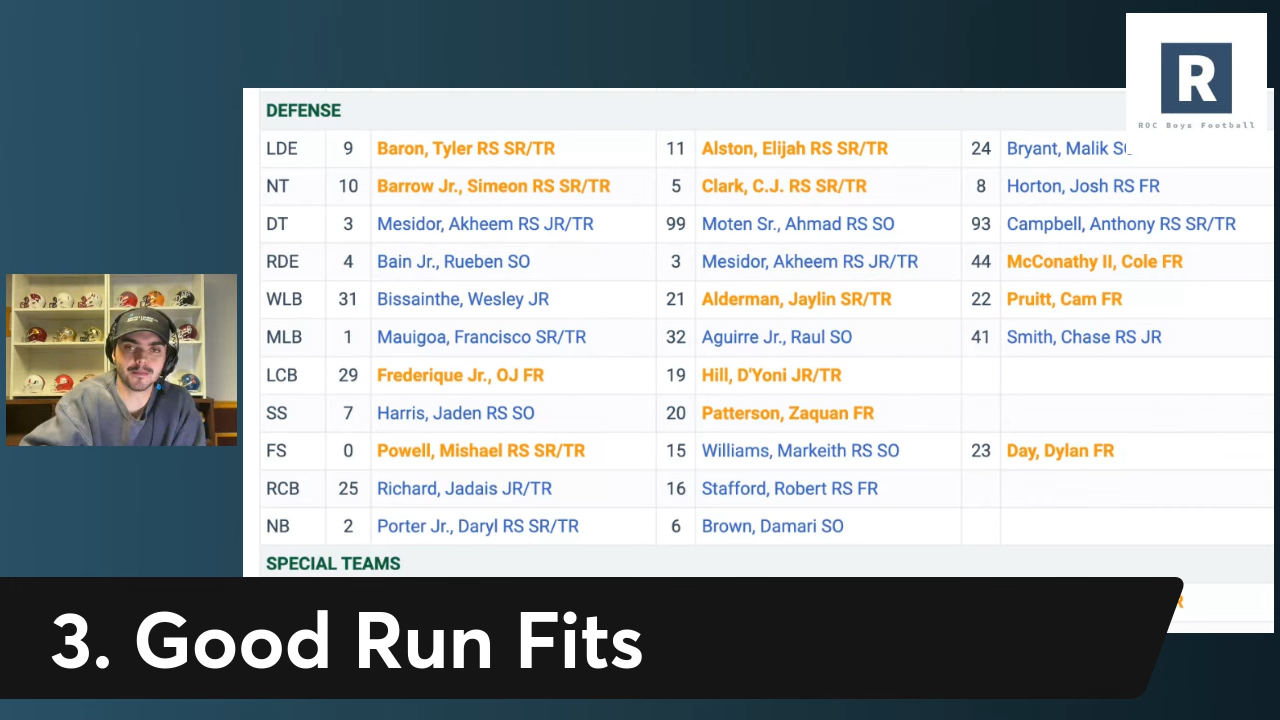 R
ROC Boys Football
DEFENSE
LDE 9 Baron, Tyler RS SR/TR 11 Alston, Elijah RS SR/TR 24 Bryant, Malik
NT 10 Barrow Jr., Simeon RS SR/TR 5 Clark, C.J. RS SR/TR 8 Horton, Josh RS FR
DT 3 Mesidor, Akheem RS JR/TR 99 Moten Sr., Ahmad RS SO 93 Campbell, Anthony RS SR/TR
RDE 4 Bain Jr., Rueben SO 3 Mesidor, Akheem RS JR/TR 44 McConathy II, Cole FR
WLB 31 Bissainthe, Wesley JR 21 Alderman, Jaylin SR/TR 22 Pruitt, Cam FR
MLB 1 Mauigoa, Francisco SR/TR 32 Aguirre Jr., Raul SO 41 Smith, Chase RS JR
LCB 29 Frederique Jr., OJ FR 19 Hill, D'Yoni JR/TR
SS 7 Harris, Jaden RS SO 20 Patterson, Zaquan FR
FS 0 Powell, Mishael RS SR/TR 15 Williams, Markeith RS SO 23 Day, Dylan FR
RCB 25 Richard, Jadais JR/TR 16 Stafford, Robert RS FR
NB 2 Porter Jr., Daryl RS SR/TR 6 Brown, Damari SO
SPECIAL TEAMS
3. Good Run Fits